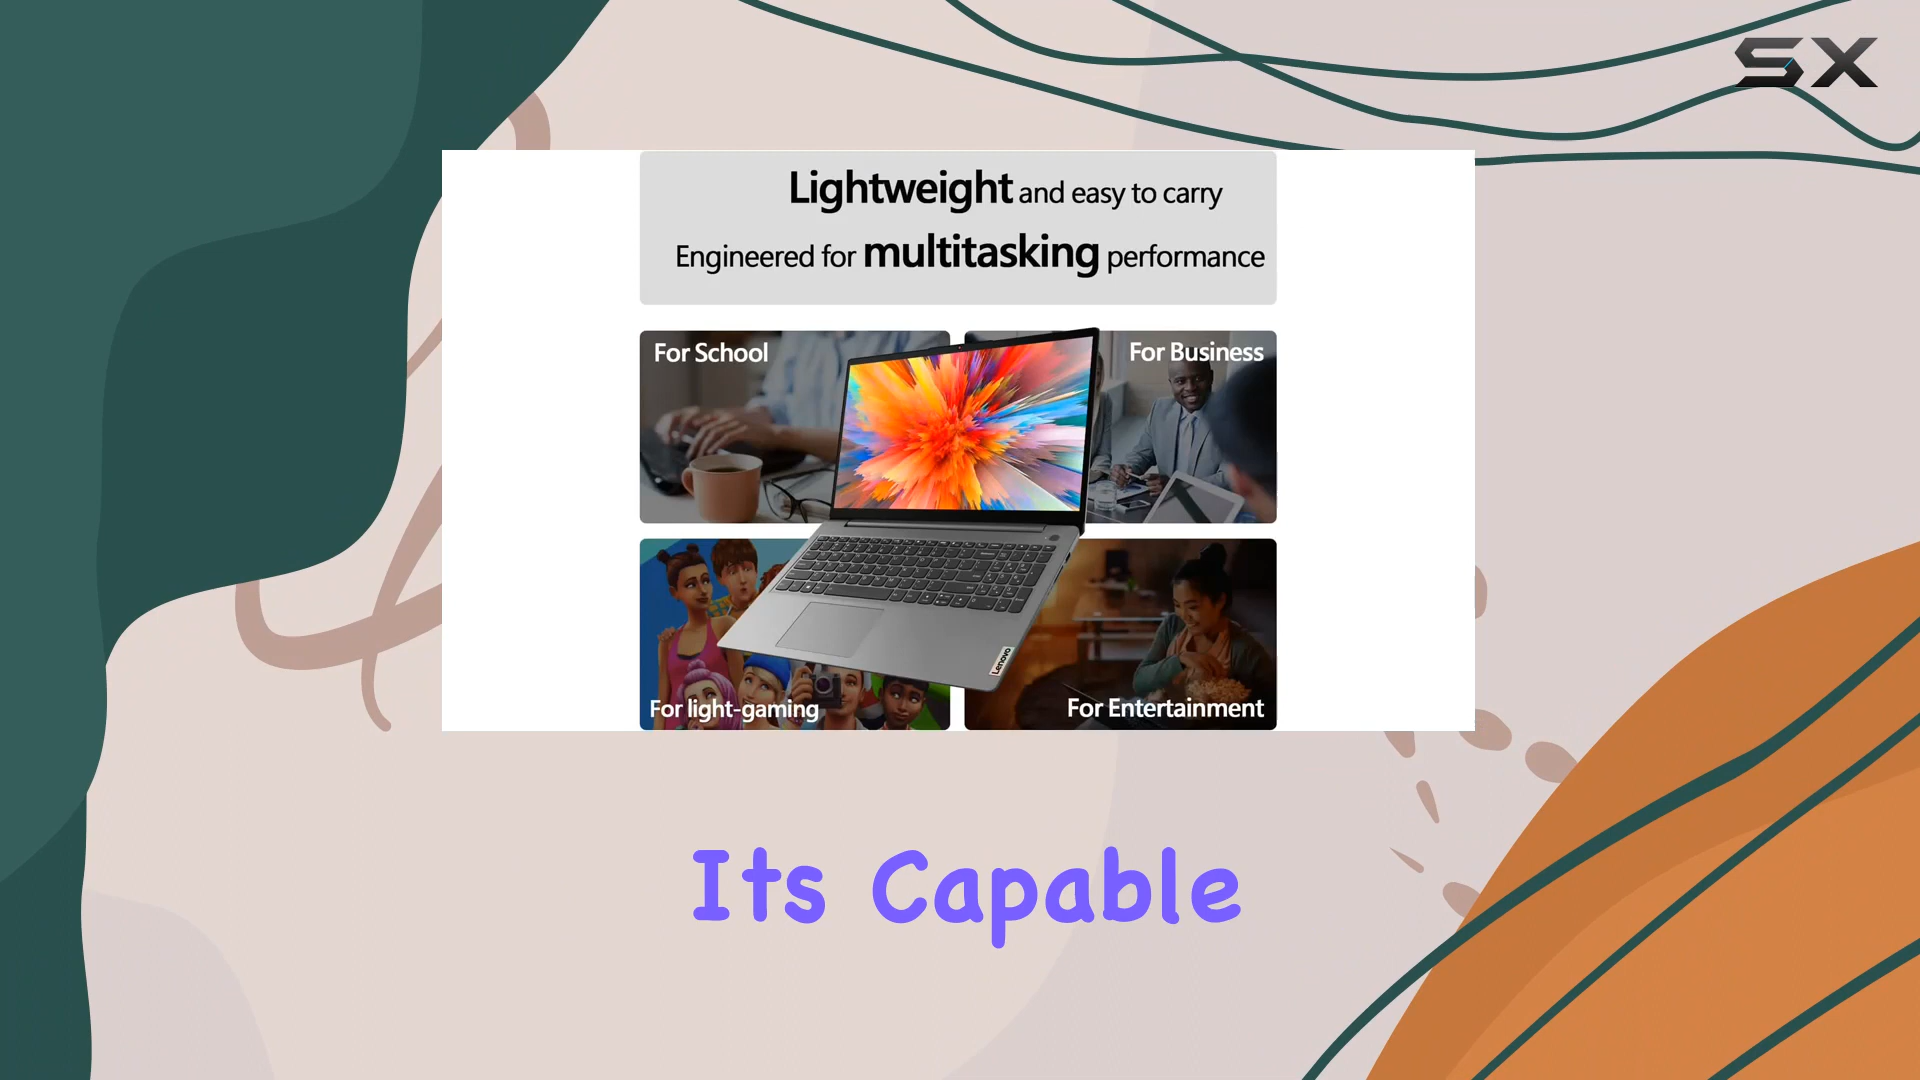 SX
Lightweight and easy to carry
Engineered for multitasking performance
For School
For Business
Lenovo
For light-gaming
For Entertainment
Its Capable